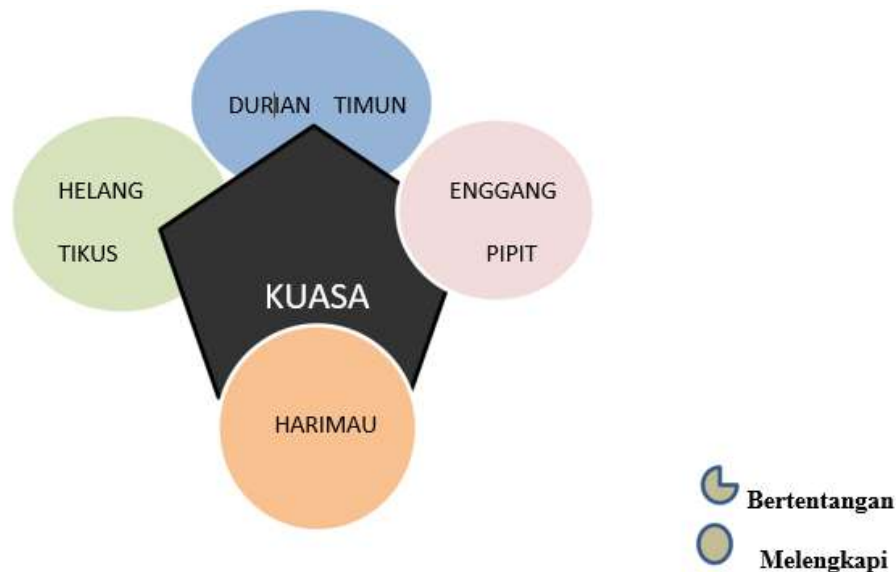 DURIAN TIMUN
HELANG
TIKUS
ENGGANG
PIPIT
KUASA
HARIMAU
Bertentangan
Melengkapi